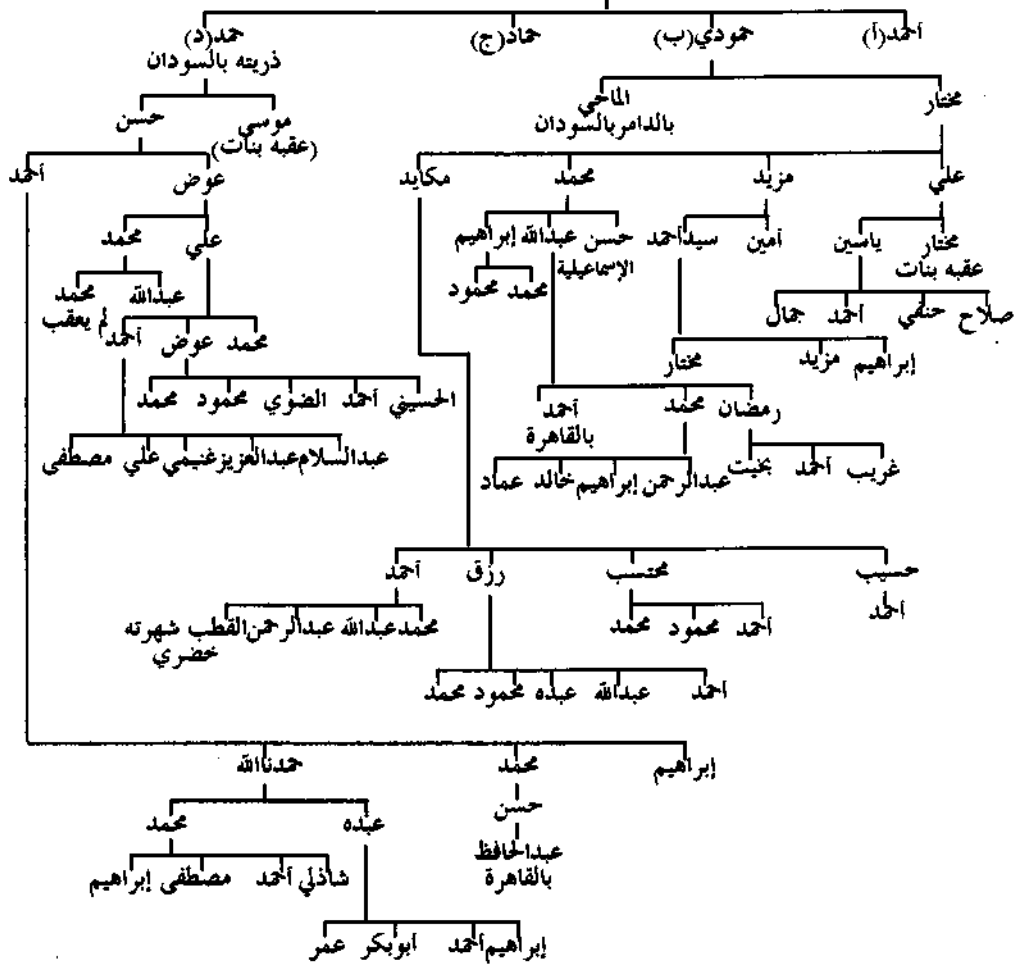 أحمد(أ) حمودي(ب) حماد(ج) حمد(د)
ذريته بالسودان
مختار الماحي
بالدامر بالسودان
موسى حسن
(عقبه بنات)
علي مزيد محمد مكايد عوض أحمد
مختار ياسين أمين سيدأحمد حسن عبدالله إبراهيم علي محمد
عقبه بنات الإسماعيلية
محمد محمود عبدالله محمد
لم يعقب
صلاح حنفي أحمد جمال محمد عوض أحمد
إبراهيم مزيد مختار
الحسيني أحمد الضوي محمود محمد
رمضان محمد أحمد
بالقاهرة
عبدالسلام عبدالعزيز غنيمي علي مصطفى
غريب أحمد بخيت عبدالرحمن إبراهيم خالد عماد
حسيب محتسب رزق أحمد
أحمد
أحمد محمود محمد محمد عبدالله عبدالرحمن القطب شهرته
خضري
أحمد عبدالله عبده محمود محمد
إبراهيم محمد حمدناالله
حسن
عبده محمد
عبدالحافظ
بالقاهرة
شاذلي أحمد مصطفى إبراهيم
إبراهيم أحمد أبوبكر عمر